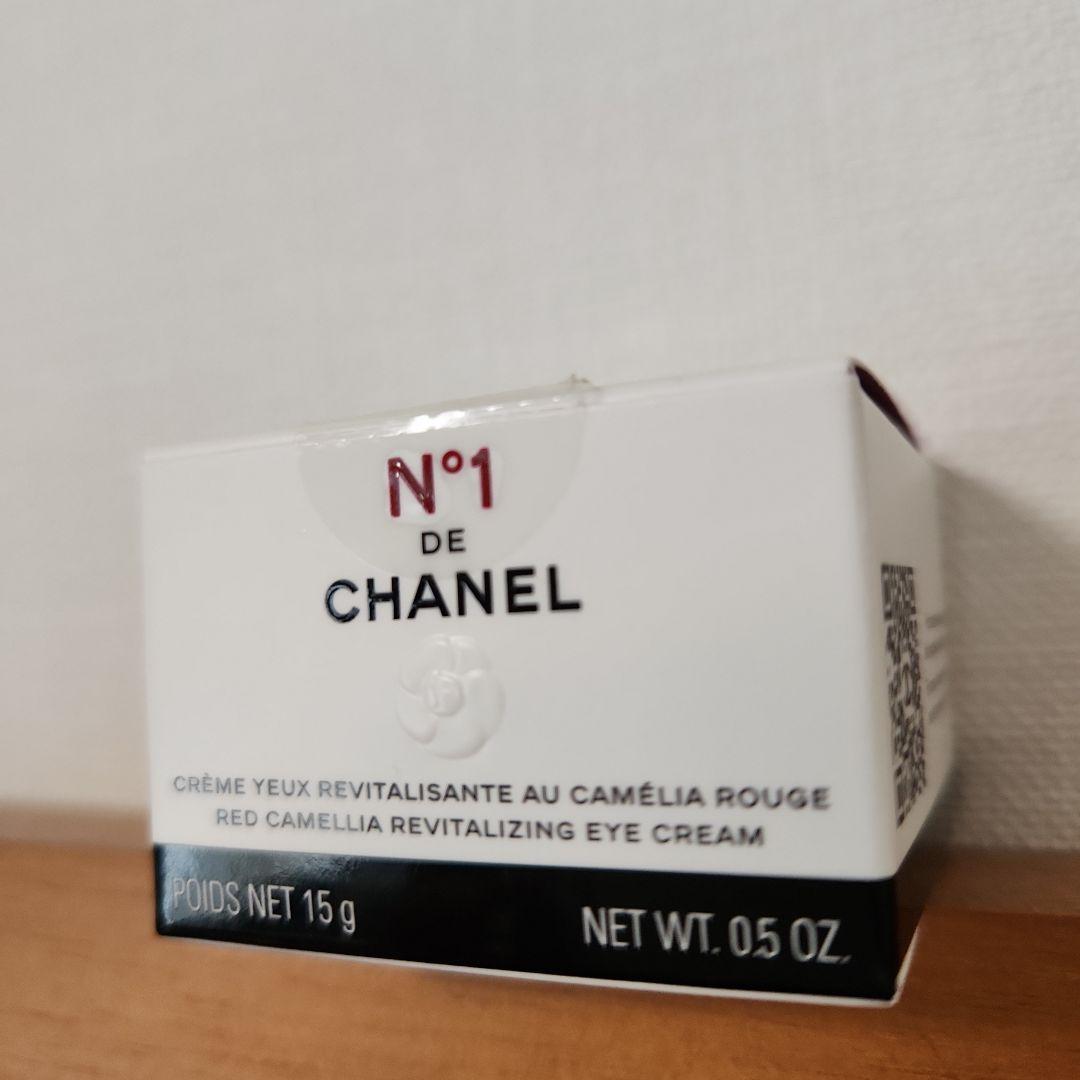 N°1
DE
CHANEL
CRÈME YEUX REVITALISANTE AU CAMÉLIA ROUGE
RED CAMELLIA REVITALIZING EYE CREAM
POIDS NET 15 g
NET WT. 0.5 OZ.